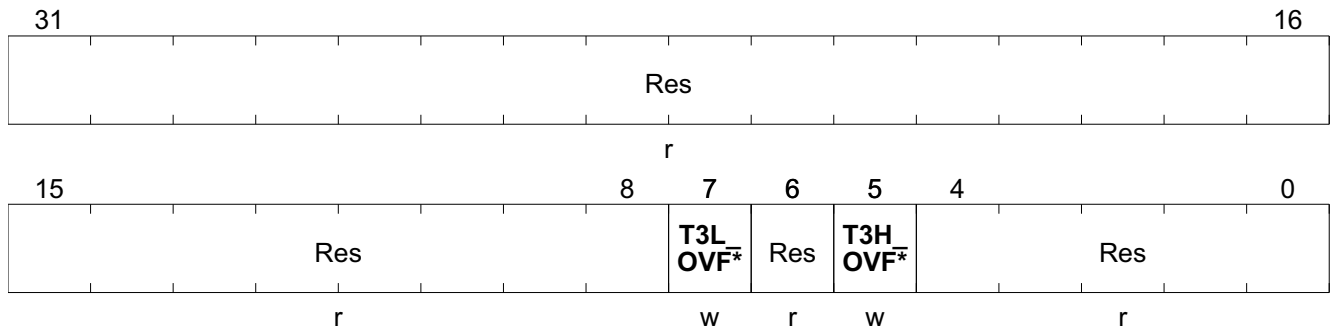 31 16
Res
r
15 8 7 6 5 4 0
Res T3L_ OVF* Res T3H_ OVF* Res
r w r w r